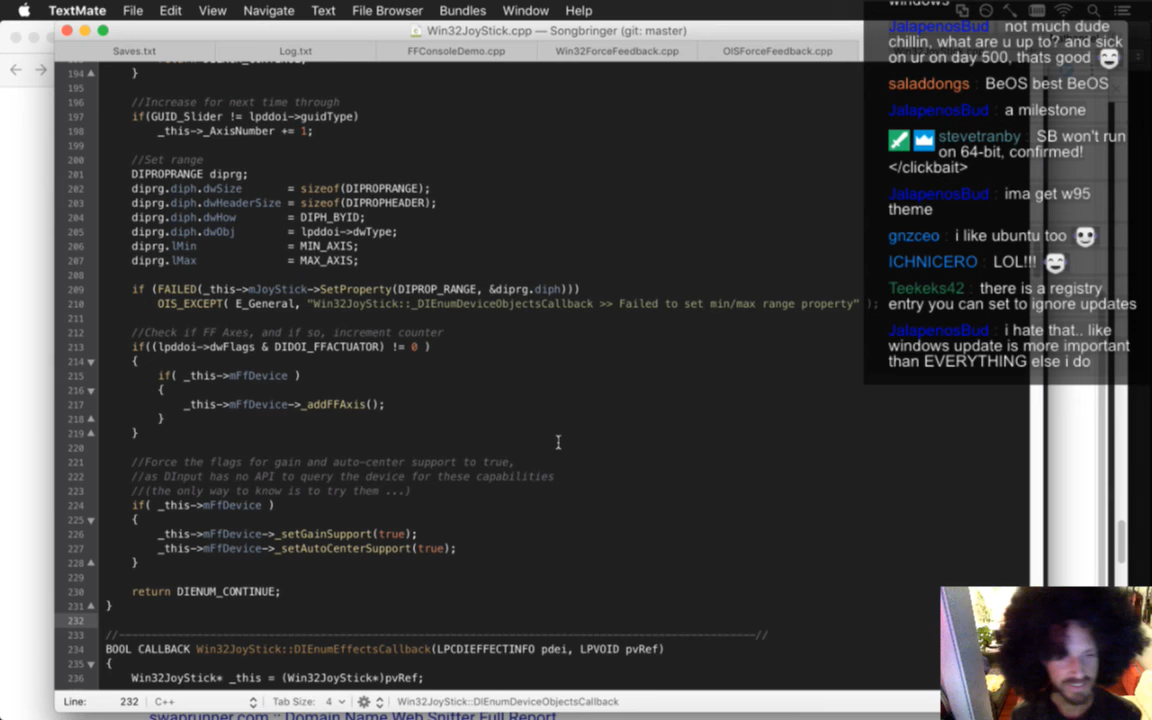 TextMate File Edit View Navigate Text File Browser Bundles Window Help
Win32JoyStick.cpp — Songbringer (git: master)
Saves.txt Log.txt FFConsoleDemo.cpp Win32ForceFeedback.cpp OISForceFeedback.cpp
194 }
195
196 //Increase for next time through
197 if(GUID_Slider != lpddoi->guidType)
198 _this->_AxisNumber += 1;
199
200 //Set range
201 DIPROPRANGE diprg;
202 diprg.diph.dwSize = sizeof(DIPROPRANGE);
203 diprg.diph.dwHeaderSize = sizeof(DIPROPHEADER);
204 diprg.diph.dwHow = DIPH_BYID;
205 diprg.diph.dwObj = lpddoi->dwType;
206 diprg.lMin = MIN_AXIS;
207 diprg.lMax = MAX_AXIS;
208
209 if (FAILED(_this->mJoyStick->SetProperty(DIPROP_RANGE, &diprg.diph)))
210 OIS_EXCEPT( E_General, "Win32JoyStick::_DIEnumDeviceObjectsCallback >> Failed to set min/max range property" );
211
212 //Check if FF Axes, and if so, increment counter
213 if((lpddoi->dwFlags & DIDOI_FFACTUATOR) != 0 )
214 {
215 if( _this->mFfDevice )
216 {
217 _this->mFfDevice->_addFFAxis();
218 }
219 }
220
221 //Force the flags for gain and auto-center support to true,
222 //as DInput has no API to query the device for these capabilities
223 //(the only way to know is to try them ...)
224 if( _this->mFfDevice )
225 {
226 _this->mFfDevice->_setGainSupport(true);
227 _this->mFfDevice->_setAutoCenterSupport(true);
228 }
229
230 return DIENUM_CONTINUE;
231 }
232
233 //—————————————————————//
234 BOOL CALLBACK Win32JoyStick::DIEnumEffectsCallback(LPCDIEFFECTINFO pdei, LPVOID pvRef)
235 {
236 Win32JoyStick* _this = (Win32JoyStick*)pvRef;
Line: 232 C++ Tab Size: 4 Win32JoyStick::DIEnumDeviceObjectsCallback
swaprunner.com :: Domain Name Web Sniffer Full Report
windows
JalapenosBud : not much dude
chillin, what are u up to? and sick
on ur on day 500, thats good
saladdongs : BeOS best BeOS
JalapenosBud : a milestone
stevetranby : SB won't run
on 64-bit, confirmed!
</clickbait>
JalapenosBud : ima get w95
theme
gnzceo : i like ubuntu too
ICHNICERO : LOL!!!
Teekeks42 : there is a registry
entry you can set to ignore updates
JalapenosBud : i hate that.. like
windows update is more important
than EVERYTHING else i do